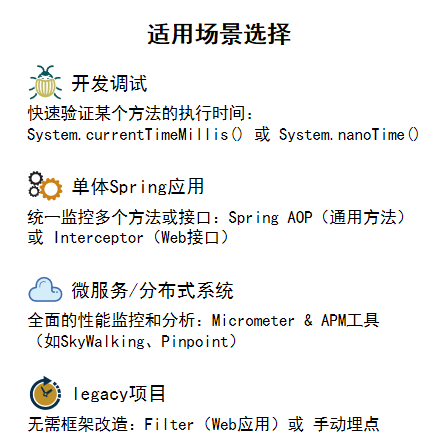 适用场景选择
开发调试
快速验证某个方法的执行时间：
System.currentTimeMillis() 或 System.nanoTime()
单体Spring应用
统一监控多个方法或接口：Spring AOP（通用方法）
或 Interceptor（Web接口）
微服务/分布式系统
全面的性能监控和分析：Micrometer & APM工具
（如SkyWalking、Pinpoint）
legacy项目
无需框架改造：Filter（Web应用）或 手动埋点